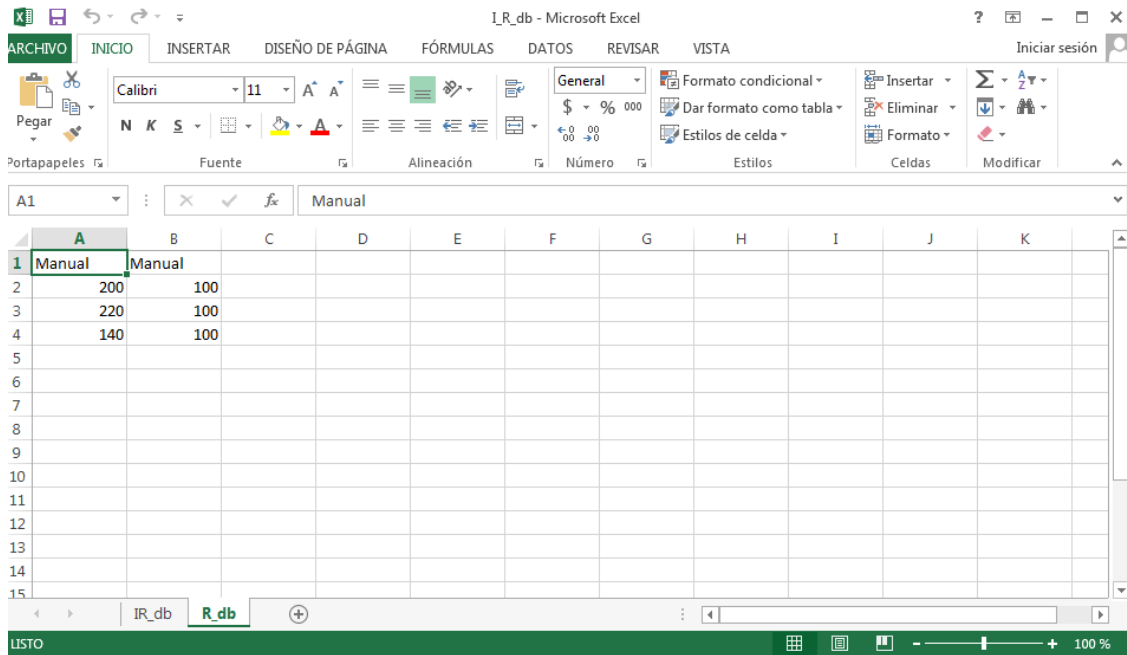 I_R_db - Microsoft Excel ?
ARCHIVO INICIO INSERTAR DISEÑO DE PÁGINA FÓRMULAS DATOS REVISAR VISTA Iniciar sesión
Calibri 11 A A General Formato condicional Insertar Σ A Z
Dar formato como tabla Eliminar
Pegar N K S A $ % 000 Estilos de celda Formato
Portapapeles Fuente Alineación Número Estilos Celdas Modificar
A1 fx Manual
A B C D E F G H I J K
1 Manual Manual
2 200 100
3 220 100
4 140 100
5
6
7
8
9
10
11
12
13
14
15
IR_db R_db
LISTO 100 %